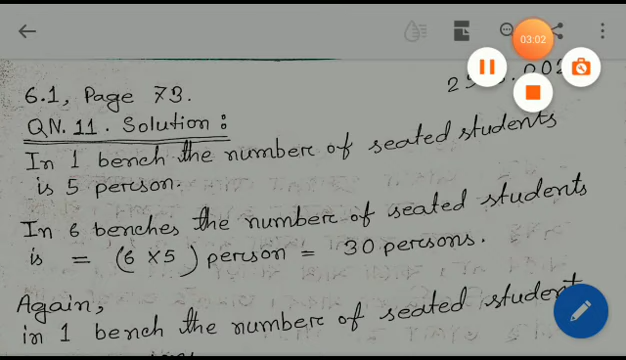 03:02
6.1, Page 73.
QN. 11. Solution :
In 1 bench the number of seated students
is 5 person.
In 6 benches the number of seated students
is = (6 X 5) person = 30 persons.
Again,
in 1 bench the number of seated student